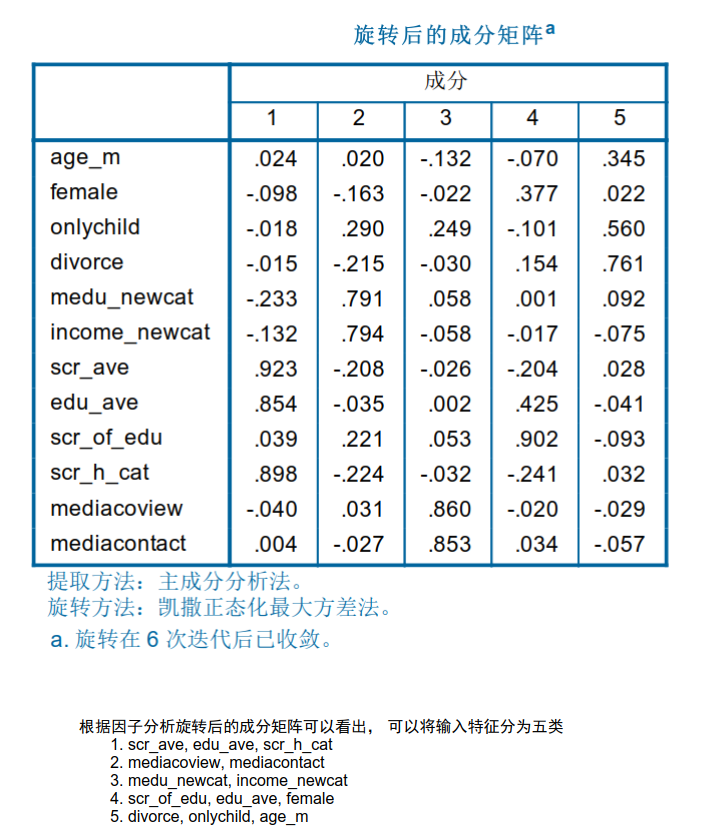 旋转后的成分矩阵a
成分
1 2 3 4 5
age_m .024 .020 -.132 -.070 .345
female -.098 -.163 -.022 .377 .022
onlychild -.018 .290 .249 -.101 .560
divorce -.015 -.215 -.030 .154 .761
medu_newcat -.233 .791 .058 .001 .092
income_newcat -.132 .794 -.058 -.017 -.075
scr_ave .923 -.208 -.026 -.204 .028
edu_ave .854 -.035 .002 .425 -.041
scr_of_edu .039 .221 .053 .902 -.093
scr_h_cat .898 -.224 -.032 -.241 .032
mediacoview -.040 .031 .860 -.020 -.029
mediacontact .004 -.027 .853 .034 -.057
提取方法：主成分分析法。
旋转方法：凯撒正态化最大方差法。
a. 旋转在 6 次迭代后已收敛。
根据因子分析旋转后的成分矩阵可以看出， 可以将输入特征分为五类
1. scr_ave, edu_ave, scr_h_cat
2. mediacoview, mediacontact
3. medu_newcat, income_newcat
4. scr_of_edu, edu_ave, female
5. divorce, onlychild, age_m